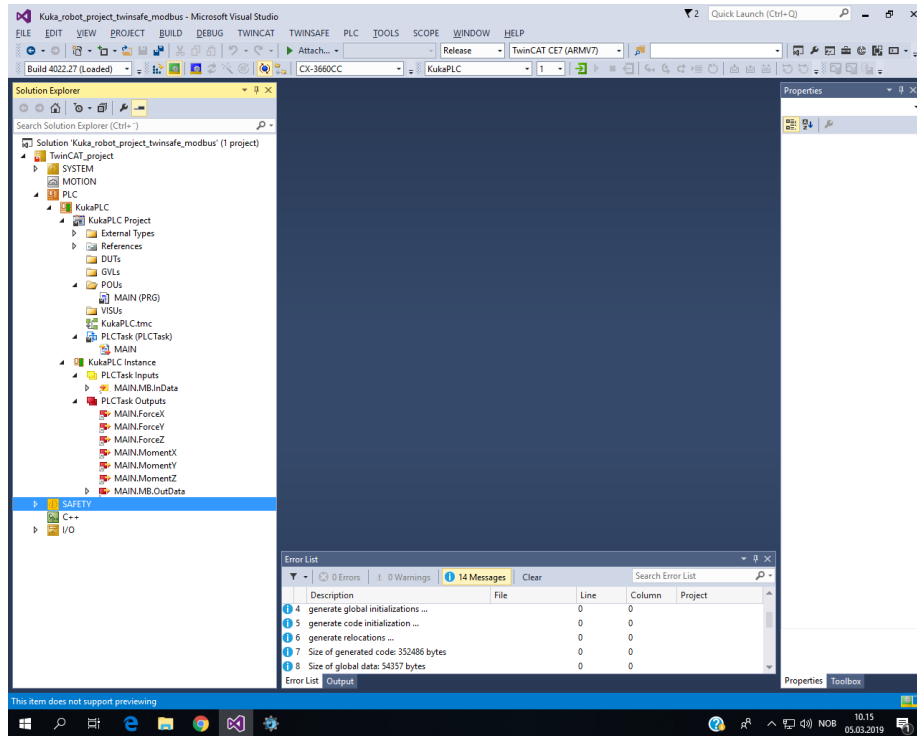 Kuka_robot_project_twinsafe_modbus - Microsoft Visual Studio
2 Quick Launch (Ctrl+Q)
FILE EDIT VIEW PROJECT BUILD DEBUG TWINCAT TWINSAFE PLC TOOLS SCOPE WINDOW HELP
Attach... Release TwinCAT CE7 (ARMV7)
Build 4022.27 (Loaded) CX-3660CC KukaPLC 1
Solution Explorer
Properties
Search Solution Explorer (Ctrl+¨)
Solution 'Kuka_robot_project_twinsafe_modbus' (1 project)
TwinCAT_project
SYSTEM
MOTION
PLC
KukaPLC
KukaPLC Project
External Types
References
DUTs
GVLs
POUs
MAIN (PRG)
VISUs
KukaPLC.tmc
PLCTask (PLCTask)
MAIN
KukaPLC Instance
PLCTask Inputs
MAIN.MB.InData
PLCTask Outputs
MAIN.ForceX
MAIN.ForceY
MAIN.ForceZ
MAIN.MomentX
MAIN.MomentY
MAIN.MomentZ
MAIN.MB.OutData
SAFETY
C++
I/O
Error List
0 Errors 0 Warnings 14 Messages Clear Search Error List
Description File Line Column Project
4 generate global initializations ... 0 0
5 generate code initialization ... 0 0
6 generate relocations ... 0 0
7 Size of generated code: 352486 bytes 0 0
8 Size of global data: 54357 bytes 0 0
Error List Output
Properties Toolbox
This item does not support previewing
NOB 10.15
05.03.2019